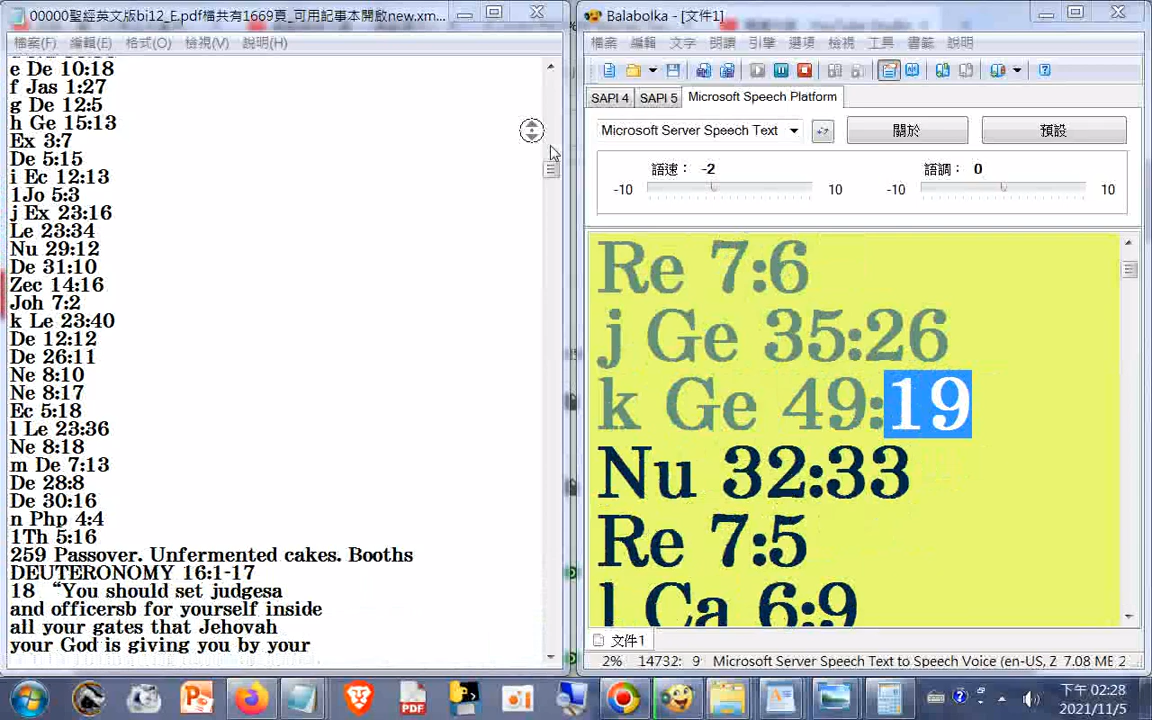 00000聖經英文版bi12_E.pdf檔共有1669頁_可用記事本開啟new.xm...
檔案(F) 編輯(E) 格式(O) 檢視(V) 說明(H)
e De 10:18
f Jas 1:27
g De 12:5
h Ge 15:13
Ex 3:7
De 5:15
i Ec 12:13
1Jo 5:3
j Ex 23:16
Le 23:34
Nu 29:12
De 31:10
Zec 14:16
Joh 7:2
k Le 23:40
De 12:12
De 26:11
Ne 8:10
Ne 8:17
Ec 5:18
l Le 23:36
Ne 8:18
m De 7:13
De 28:8
De 30:16
n Php 4:4
1Th 5:16
259 Passover. Unfermented cakes. Booths
DEUTERONOMY 16:1-17
18 “You should set judgesa
and officersb for yourself inside
all your gates that Jehovah
your God is giving you by your
Balabolka - [文件1]
檔案 編輯 文字 朗讀 引擎 選項 檢視 工具 書籤 說明
SAPI 4 SAPI 5 Microsoft Speech Platform
Microsoft Server Speech Text 關於 預設
語速： -2 語調： 0
-10 10 -10 10
Re 7:6
j Ge 35:26
k Ge 49:19
Nu 32:33
Re 7:5
l Ca 6:9
文件1
2% 14732: 9 Microsoft Server Speech Text to Speech Voice (en-US, Z 7.08 MB 2
下午 02:28
2021/11/5